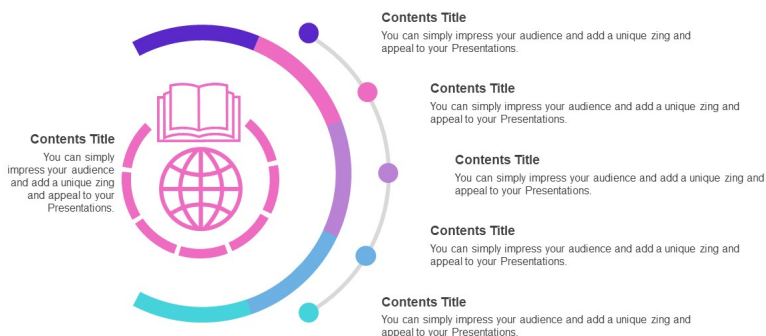 Contents Title
You can simply
impress your audience
and add a unique zing
and appeal to your
Presentations.
Contents Title
You can simply impress your audience and add a unique zing and
appeal to your Presentations.
Contents Title
You can simply impress your audience and add a unique zing and
appeal to your Presentations.
Contents Title
You can simply impress your audience and add a unique zing and
appeal to your Presentations.
Contents Title
You can simply impress your audience and add a unique zing and
appeal to your Presentations.
Contents Title
You can simply impress your audience and add a unique zing and
appeal to your Presentations.